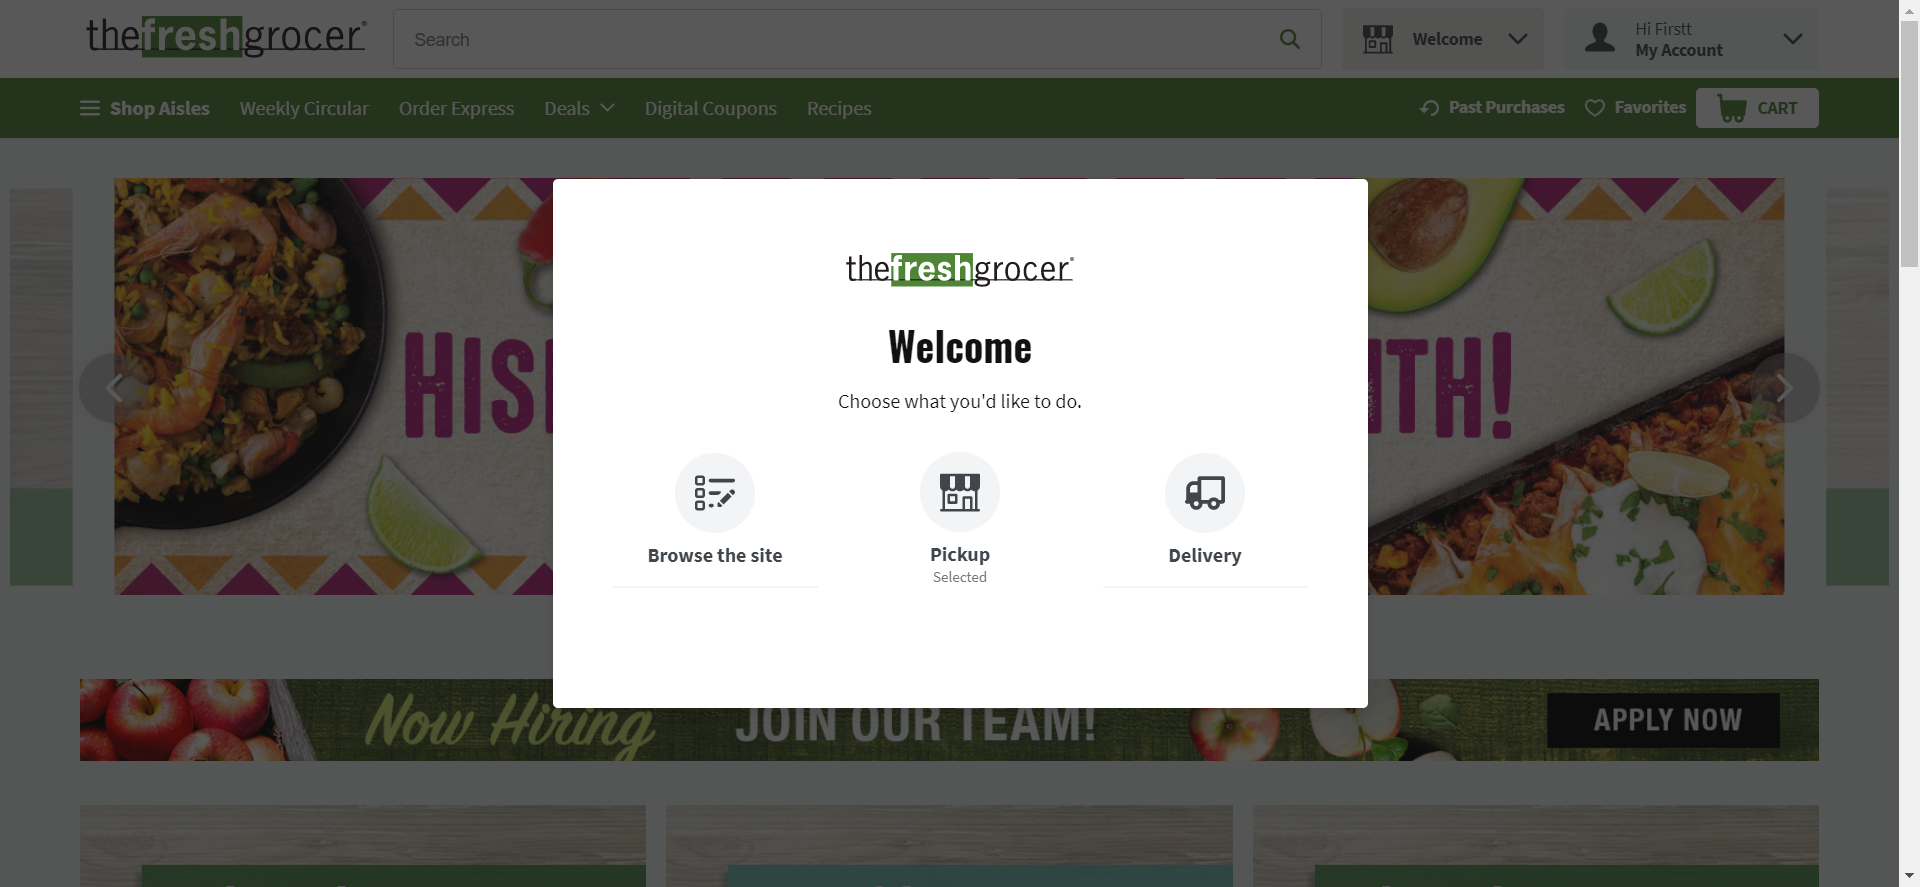 thefreshgrocer®
Search
Welcome
Hi Firstt
My Account
Shop Aisles
Weekly Circular
Order Express
Deals
Digital Coupons
Recipes
Past Purchases
Favorites
CART
thefreshgrocer®
Welcome
Choose what you'd like to do.
Browse the site
Pickup
Selected
Delivery
Now Hiring
JOIN OUR TEAM!
APPLY NOW